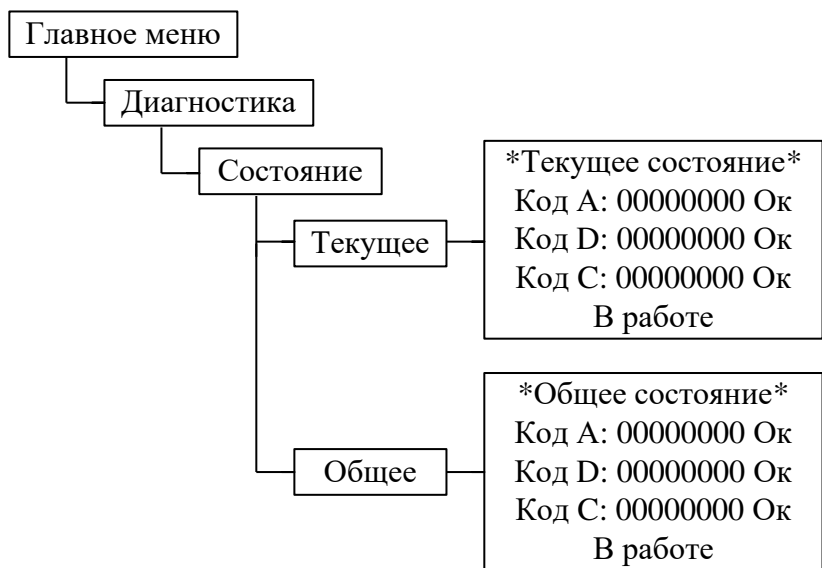 Главное меню
Диагностика
Состояние
Текущее
*Текущее состояние*
Код А: 00000000 Ок
Код D: 00000000 Ок
Код С: 00000000 Ок
В работе
Общее
*Общее состояние*
Код А: 00000000 Ок
Код D: 00000000 Ок
Код С: 00000000 Ок
В работе